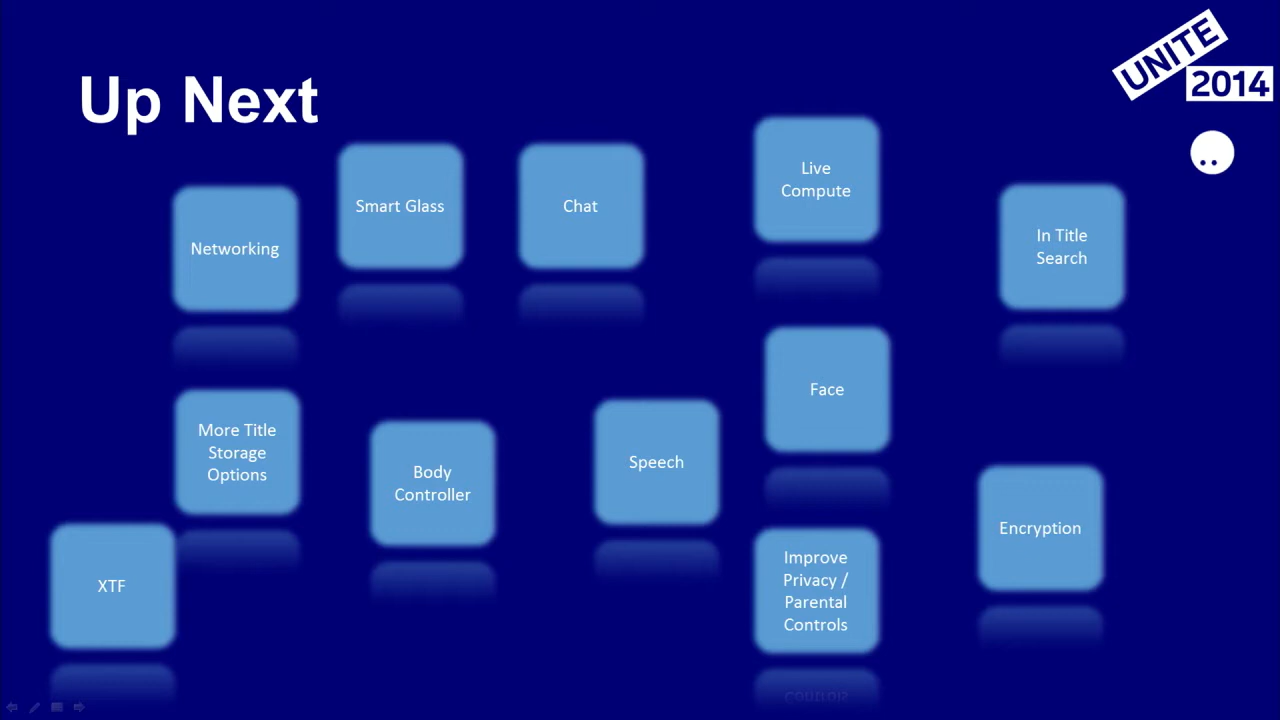 UNITE
2014
Up Next
Networking
Smart Glass
Chat
Live
Compute
In Title
Search
More Title
Storage
Options
Body
Controller
Speech
Face
XTF
Improve
Privacy /
Parental
Controls
Encryption